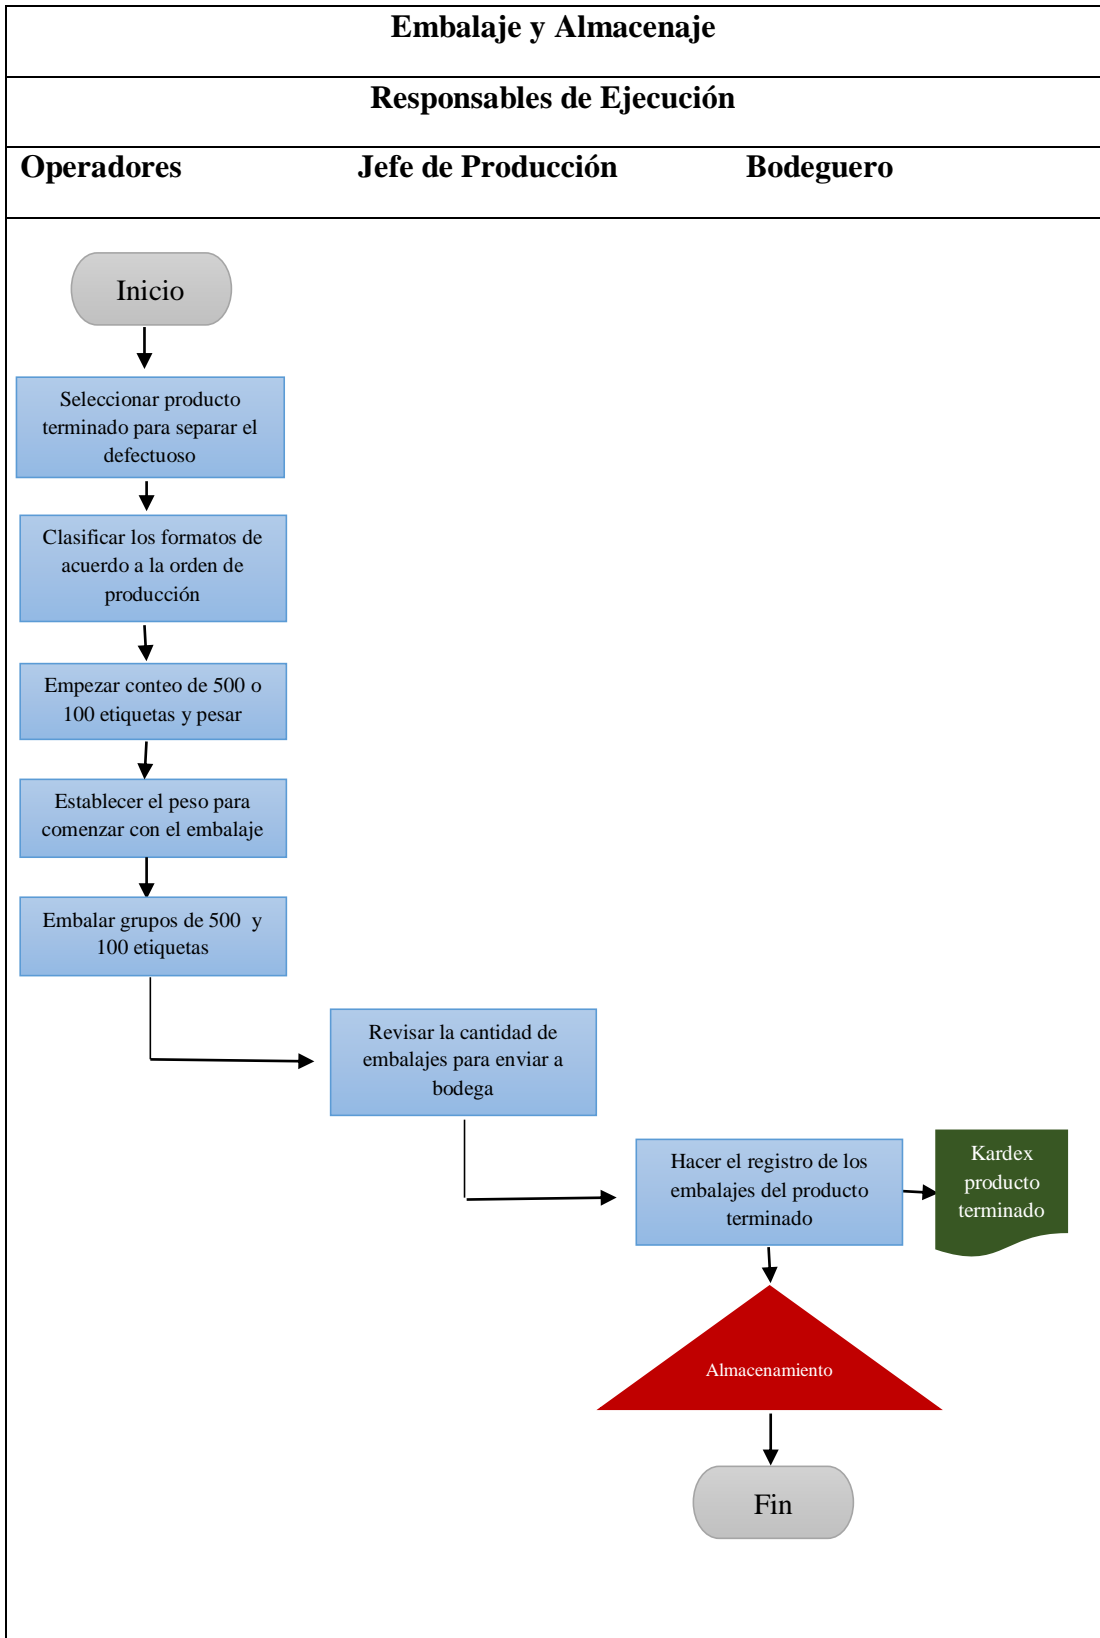 Embalaje y Almacenaje
Responsables de Ejecución
Operadores Jefe de Producción Bodeguero
Inicio
Seleccionar producto
terminado para separar el
defectuoso
Clasificar los formatos de
acuerdo a la orden de
producción
Empezar conteo de 500 o
100 etiquetas y pesar
Establecer el peso para
comenzar con el embalaje
Embalar grupos de 500 y
100 etiquetas
Revisar la cantidad de
embalajes para enviar a
bodega
Hacer el registro de los
embalajes del producto
terminado
Kardex
producto
terminado
Almacenamiento
Fin